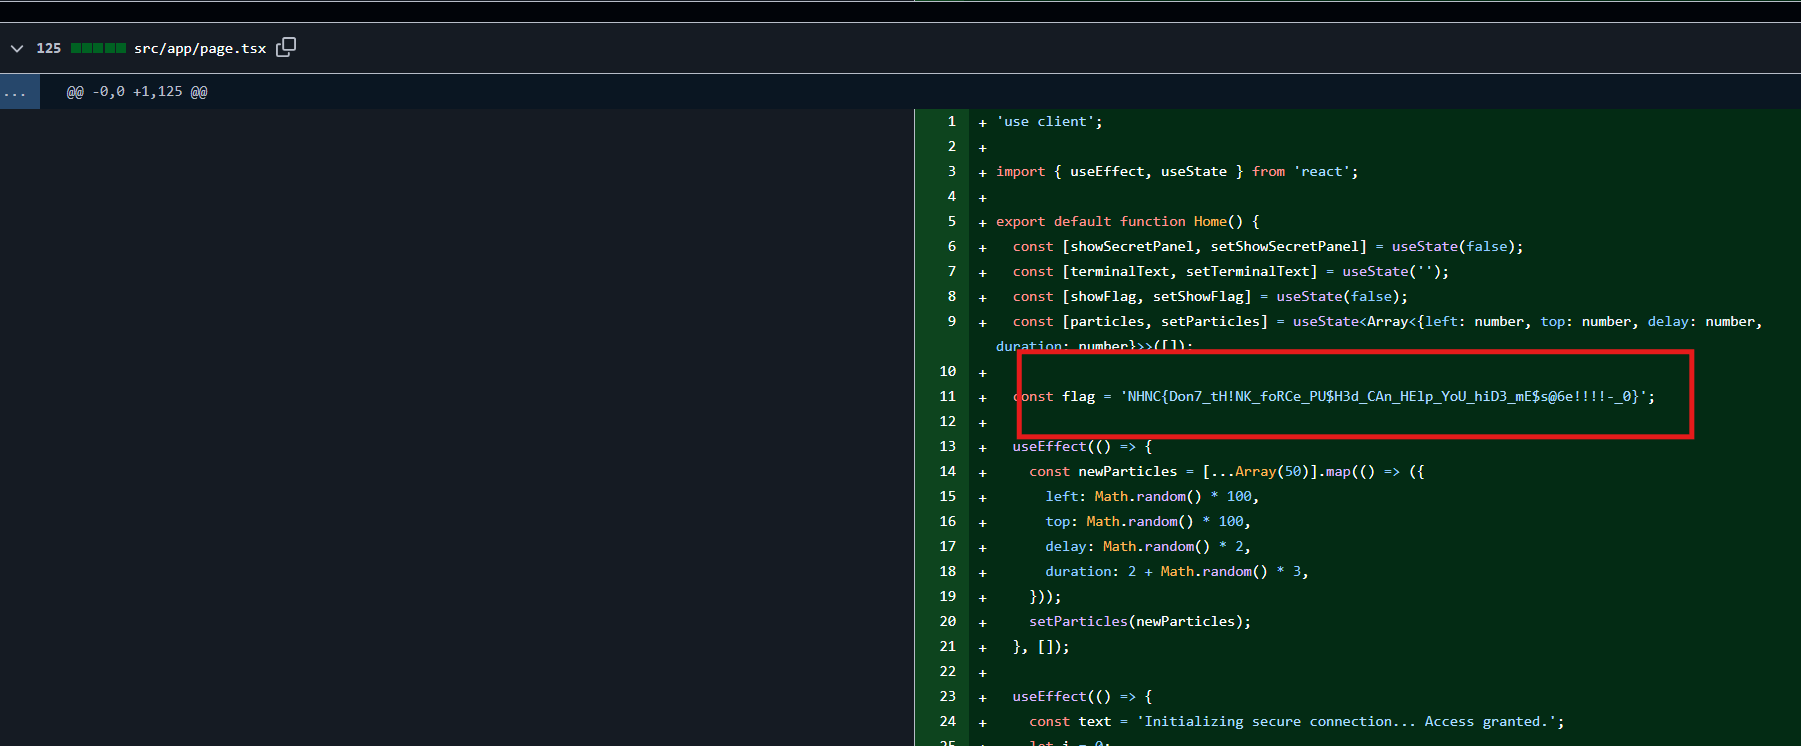 125 src/app/page.tsx
... @@ -0,0 +1,125 @@
1 + 'use client';
2 +
3 + import { useEffect, useState } from 'react';
4 +
5 + export default function Home() {
6 + const [showSecretPanel, setShowSecretPanel] = useState(false);
7 + const [terminalText, setTerminalText] = useState('');
8 + const [showFlag, setShowFlag] = useState(false);
9 + const [particles, setParticles] = useState<Array<{left: number, top: number, delay: number,
duration: number}>>([]);
10 +
11 + const flag = 'NHNC{Don7_tH!NK_foRCe_PU$H3d_CAn_HElp_YoU_hiD3_mE$s@6e!!!!-_0}';
12 +
13 + useEffect(() => {
14 + const newParticles = [...Array(50)].map(() => ({
15 + left: Math.random() * 100,
16 + top: Math.random() * 100,
17 + delay: Math.random() * 2,
18 + duration: 2 + Math.random() * 3,
19 + }));
20 + setParticles(newParticles);
21 + }, []);
22 +
23 + useEffect(() => {
24 + const text = 'Initializing secure connection... Access granted.';
25 + let i = 0;